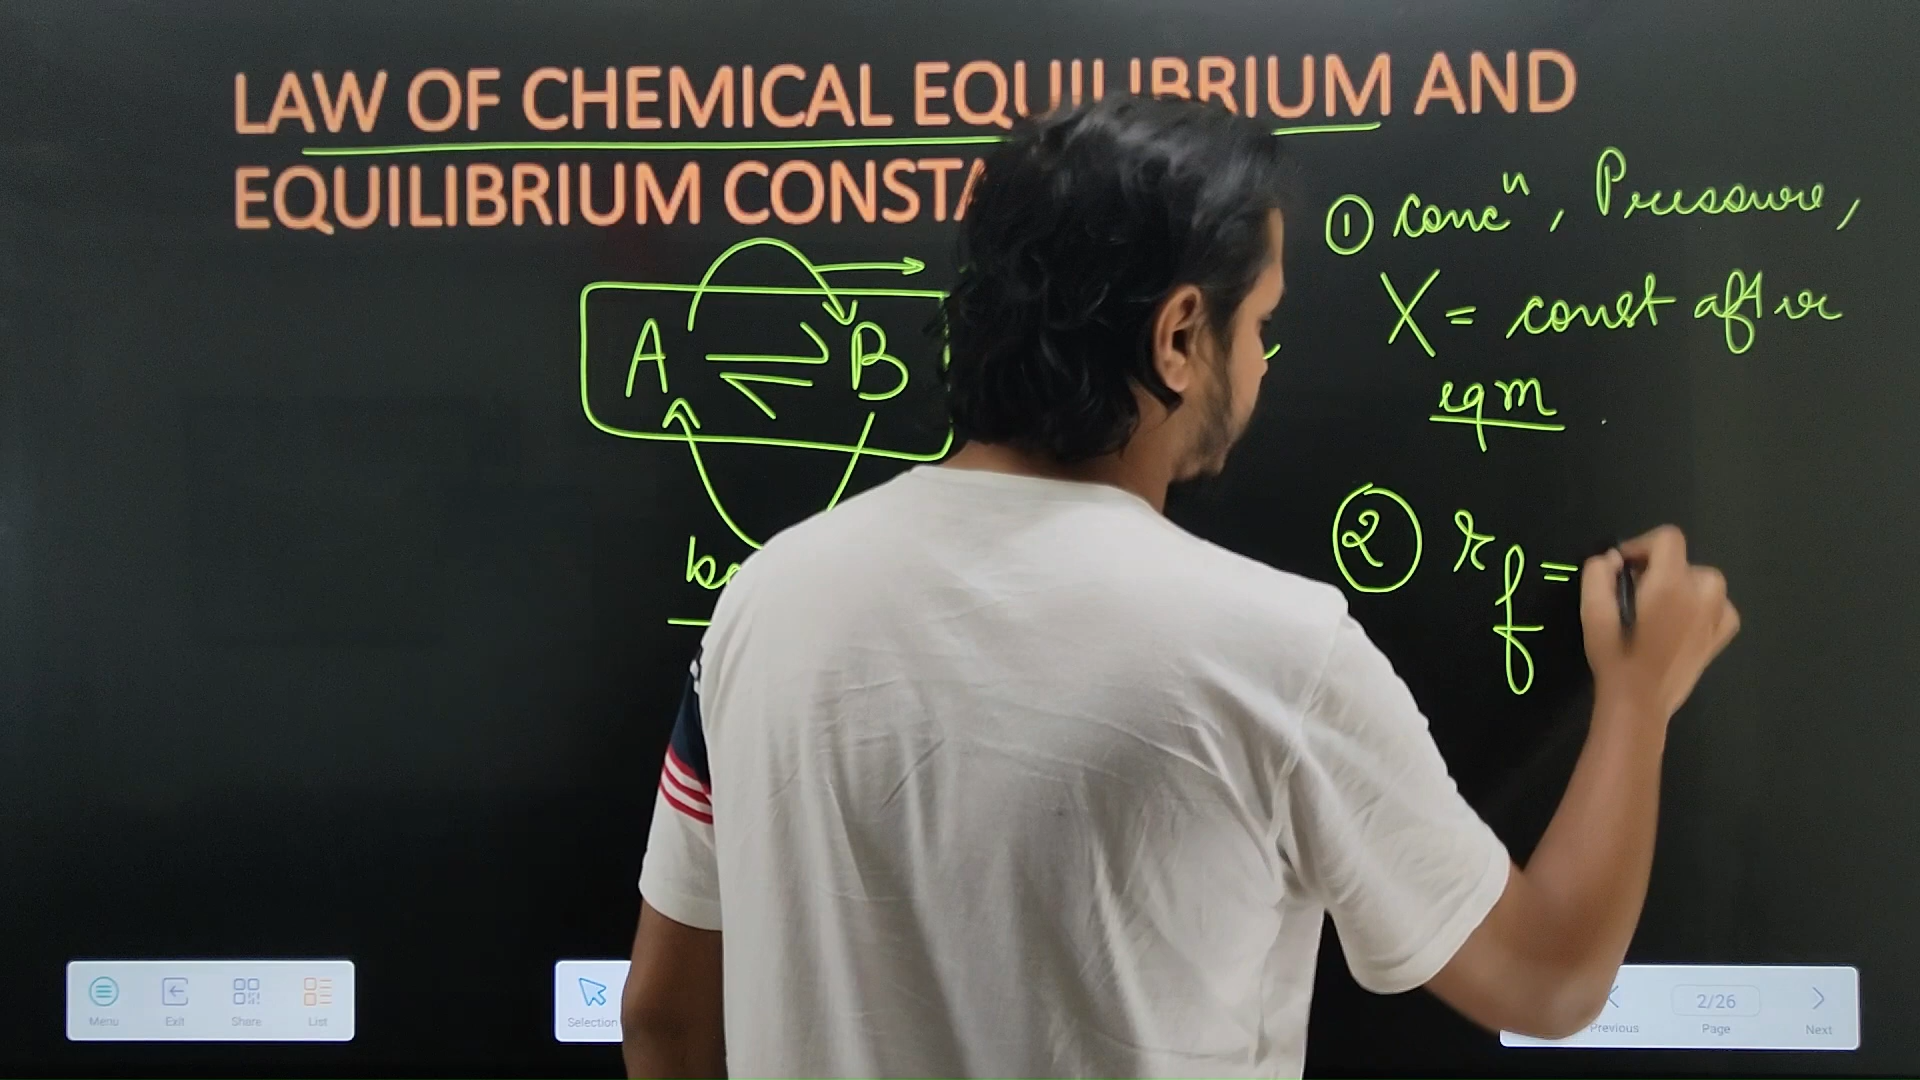 LAW OF CHEMICAL EQUILIBRIUM AND
EQUILIBRIUM
① concⁿ, Pressure,
X = const after
eqm
A ⇌ B
② r_f =
Menu
Exit
Share
List
Selection
Previous
2/26
Page
Next